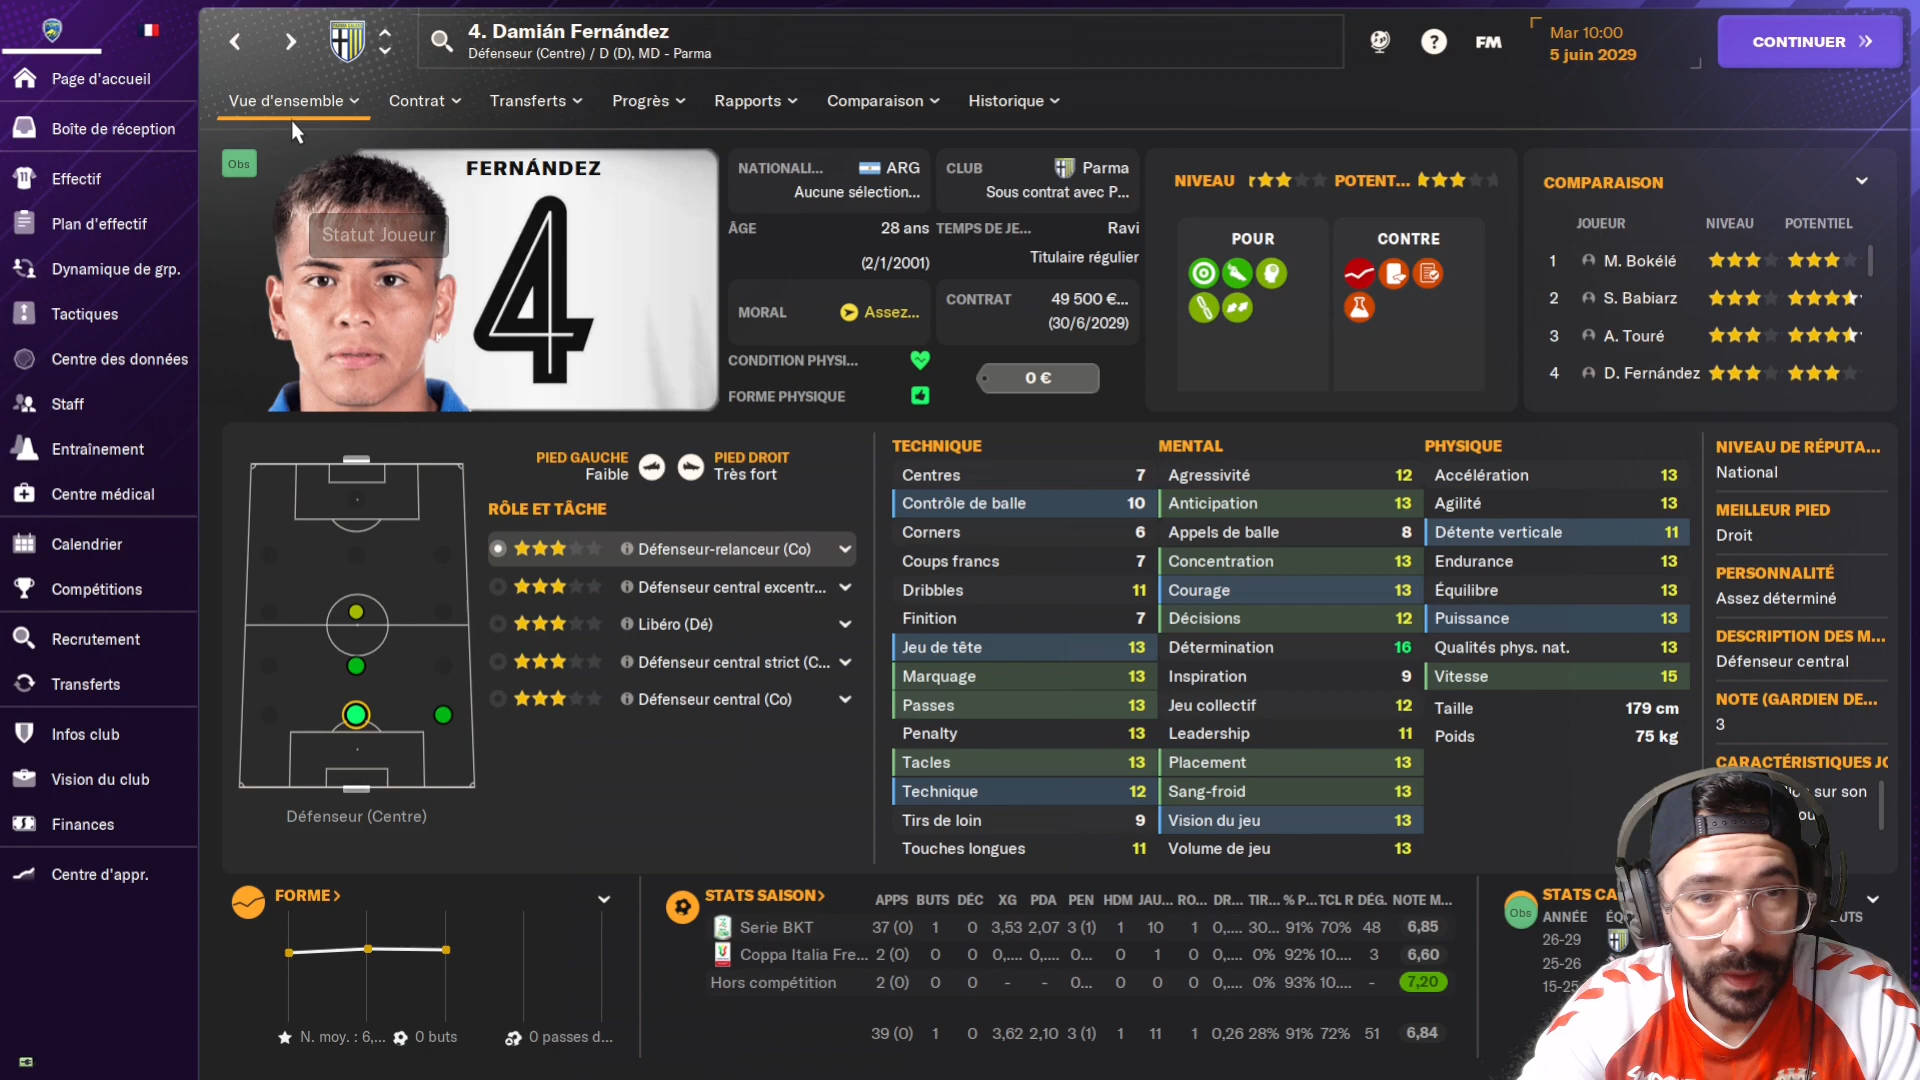 4. Damián Fernández
Défenseur (Centre) / D (D), MD - Parma
FM
Mar 10:00
5 juin 2029
CONTINUER
Page d'accueil
Boîte de réception
Effectif
Plan d'effectif
Dynamique de grp.
Tactiques
Centre des données
Staff
Entraînement
Centre médical
Calendrier
Compétitions
Recrutement
Transferts
Infos club
Vision du club
Finances
Centre d'appr.
Vue d'ensemble
Contrat
Transferts
Progrès
Rapports
Comparaison
Historique
Obs
FERNÁNDEZ
4
Statut Joueur
NATIONALI... ARG
Aucune sélection...
ÂGE 28 ans
(2/1/2001)
MORAL Assez...
CONDITION PHYSI...
FORME PHYSIQUE
CLUB Parma
Sous contrat avec P...
TEMPS DE JE... Ravi
Titulaire régulier
CONTRAT 49 500 €...
(30/6/2029)
0 €
NIVEAU POTENT...
POUR CONTRE
COMPARAISON
JOUEUR NIVEAU POTENTIEL
1 M. Bokélé
2 S. Babiarz
3 A. Touré
4 D. Fernández
PIED GAUCHE
Faible
PIED DROIT
Très fort
RÔLE ET TÂCHE
Défenseur-relanceur (Co)
Défenseur central excentr...
Libéro (Dé)
Défenseur central strict (C...
Défenseur central (Co)
Défenseur (Centre)
TECHNIQUE
Centres 7
Contrôle de balle 10
Corners 6
Coups francs 7
Dribbles 11
Finition 7
Jeu de tête 13
Marquage 13
Passes 13
Penalty 13
Tacles 13
Technique 12
Tirs de loin 9
Touches longues 11
MENTAL
Agressivité 12
Anticipation 13
Appels de balle 8
Concentration 13
Courage 13
Décisions 12
Détermination 16
Inspiration 9
Jeu collectif 12
Leadership 11
Placement 13
Sang-froid 13
Vision du jeu 13
Volume de jeu 13
PHYSIQUE
Accélération 13
Agilité 13
Détente verticale 11
Endurance 13
Équilibre 13
Puissance 13
Qualités phys. nat. 13
Vitesse 15
Taille 179 cm
Poids 75 kg
NIVEAU DE RÉPUTA...
National
MEILLEUR PIED
Droit
PERSONNALITÉ
Assez déterminé
DESCRIPTION DES M...
Défenseur central
NOTE (GARDIEN DE...
3
CARACTÉRISTIQUES JO
sur son
FORME
N. moy. : 6,... 0 buts 0 passes d...
STATS SAISON APPS BUTS DÉC XG PDA PEN HDM JAU... RO... DR... TIR... % P... TCL R DÉG. NOTE M...
Serie BKT 37 (0) 1 0 3,53 2,07 3 (1) 1 10 1 0,... 30... 91% 70% 48 6,85
Coppa Italia Fre... 2 (0) 0 0 0,.... 0,.... 0... 0 1 0 0,.... 0% 92% 10.... 3 6,60
Hors compétition 2 (0) 0 0 - - 0... 0 0 0 0,.... 0% 93% 10.... - 7,20
39 (0) 1 0 3,62 2,10 3 (1) 1 11 1 0,26 28% 91% 72% 51 6,84
Obs
STATS CA
ANNÉE ÉQ UTS
26-29
25-26
15-25